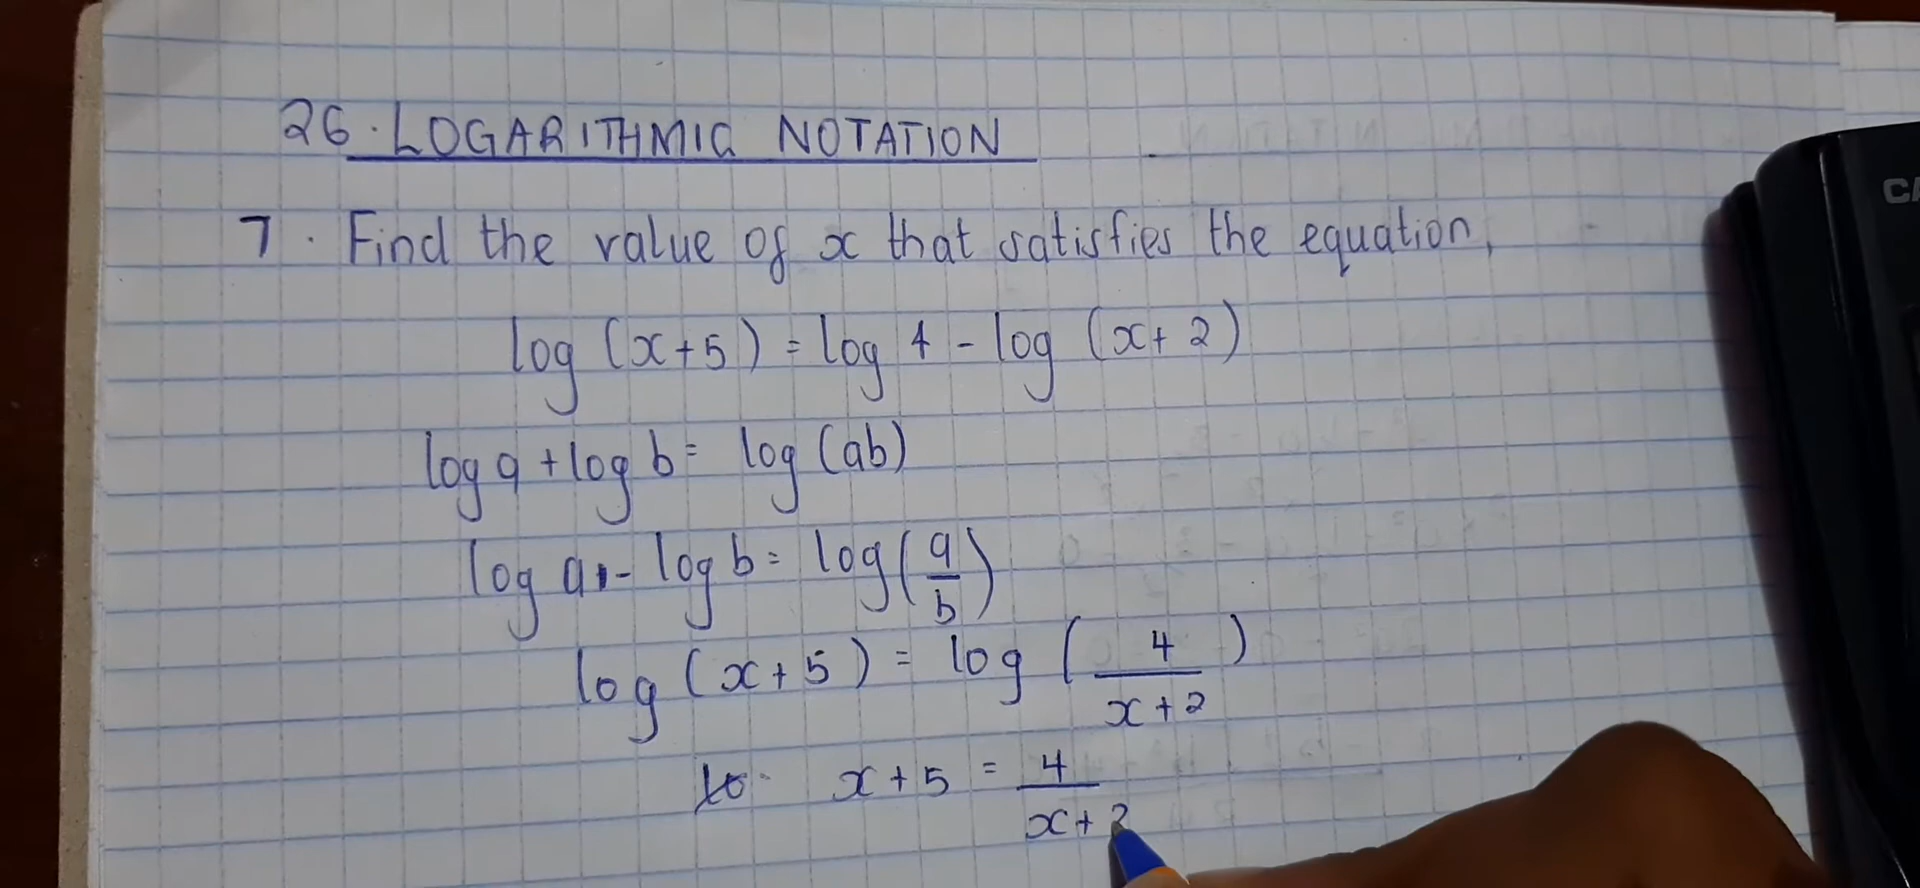 26. LOGARITHMIC NOTATION
7. Find the value of x that satisfies the equation,
log (x+5) = log 4 - log (x+2)
log a + log b = log (ab)
log a - log b = log (a/b)
log (x+5) = log ( 4/x+2 )
x+5 = 4/x+2
CA